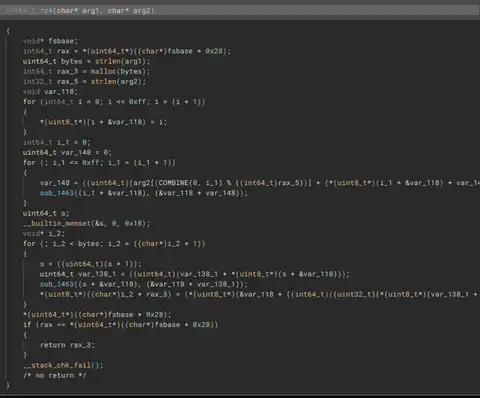 int64_t rc4(char* arg1, char* arg2)
{
void* fsbase;
int64_t rax = *(uint64_t*)((char*)fsbase + 0x28);
uint64_t bytes = strlen(arg1);
int64_t rax_3 = malloc(bytes);
int32_t rax_5 = strlen(arg2);
void var_118;
for (int64_t i = 0; i <= 0xff; i = (i + 1))
{
*(uint8_t*)(i + &var_118) = i;
}
int64_t i_1 = 0;
uint64_t var_148 = 0;
for (; i_1 <= 0xff; i_1 = (i_1 + 1))
{
var_148 = ((uint64_t)(arg2[(COMBINE(0, i_1) % ((int64_t)rax_5))] + (*(uint8_t*)(i_1 + &var_118) + var_14
sub_1463((i_1 + &var_118), (&var_118 + var_148));
}
uint64_t s;
__builtin_memset(&s, 0, 0x18);
void* i_2;
for (; i_2 < bytes; i_2 = ((char*)i_2 + 1))
{
s = ((uint64_t)(s + 1));
uint64_t var_138_1 = ((uint64_t)(var_138_1 + *(uint8_t*)(s + &var_118)));
sub_1463((s + &var_118), (&var_118 + var_138_1));
*(uint8_t*)((char*)i_2 + rax_3) = (*(uint8_t*)(&var_118 + ((int64_t)((uint32_t)(*(uint8_t*)(var_138_1 +
}
*(uint64_t*)((char*)fsbase + 0x28);
if (rax == *(uint64_t*)((char*)fsbase + 0x28))
{
return rax_3;
}
__stack_chk_fail();
/* no return */
}